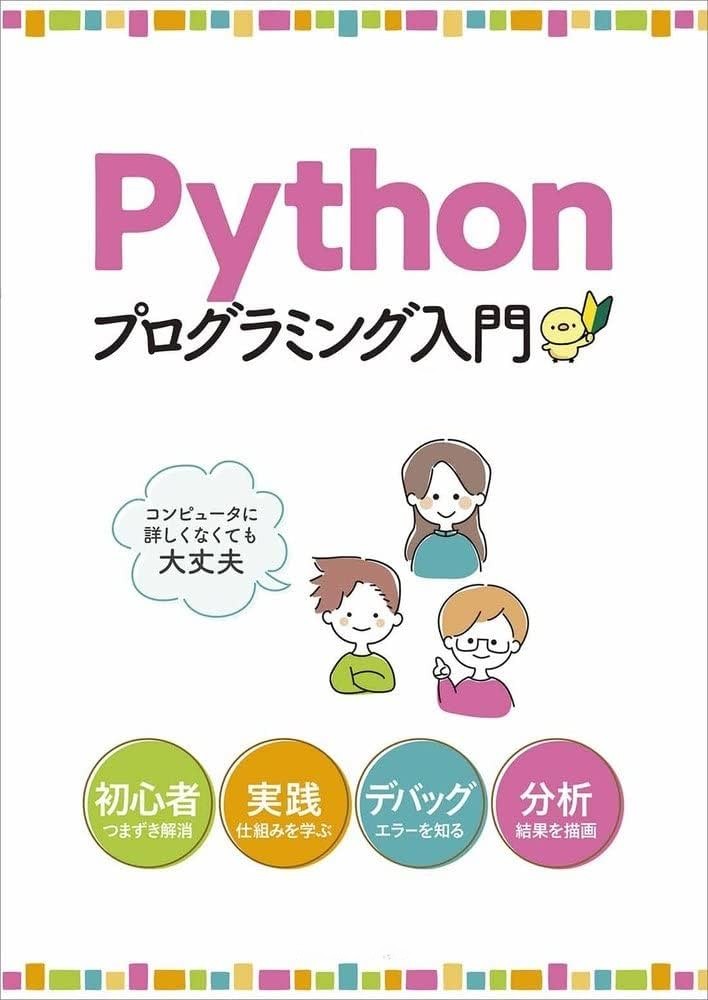 Python
プログラミング入門
コンピュータに
詳しくなくても
大丈夫
初心者
つまずき解消
実践
仕組みを学ぶ
デバッグ
エラーを知る
分析
結果を描画